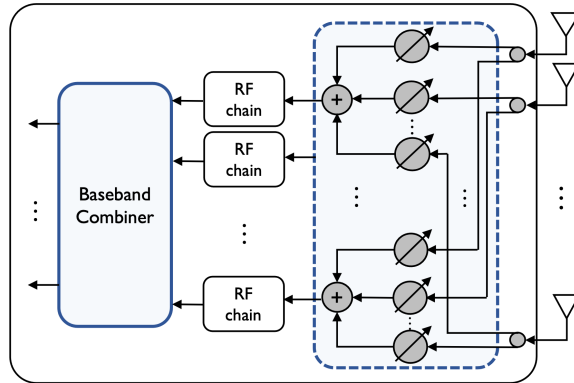 RF
chain
RF
chain
Baseband
Combiner
RF
chain
+
+